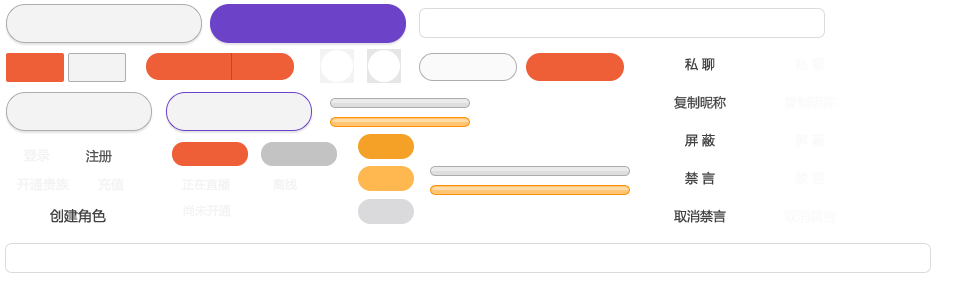 私 聊 私 聊
复制昵称 复制昵称
屏 蔽 屏 蔽
登录 注册
禁 言 禁 言
开通贵族 充值 正在直播 离线
尚未开通
创建角色
取消禁言 取消禁言